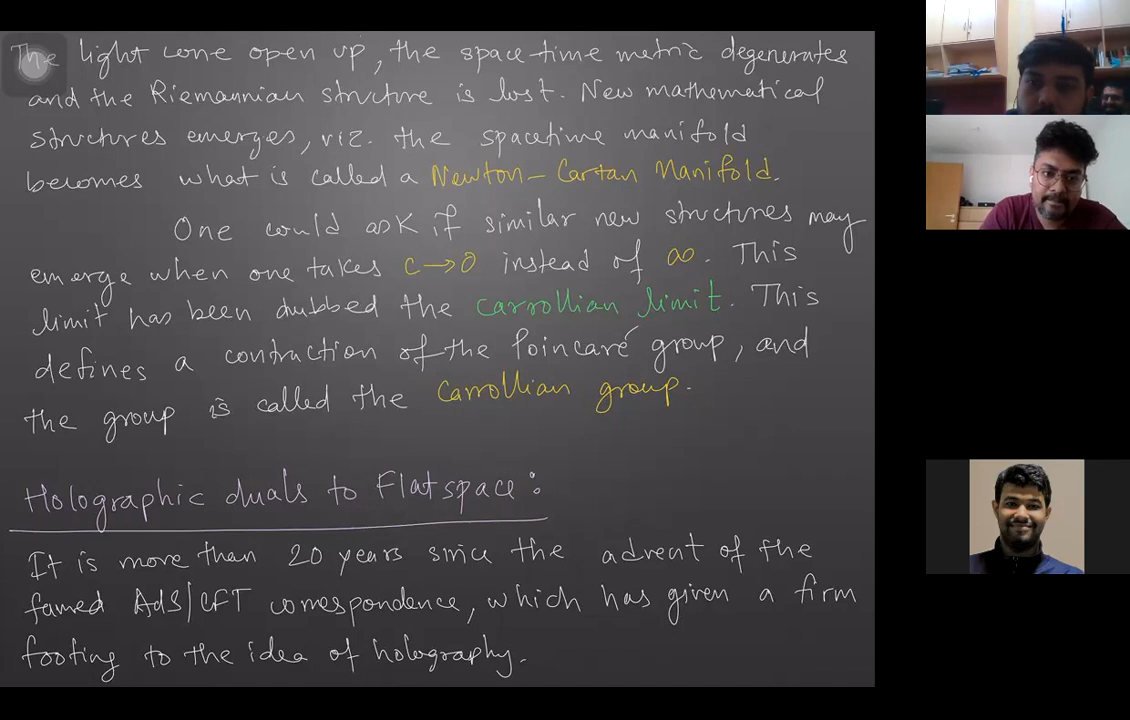 The light cone open up, the space-time metric degenerates
and the Riemannian structure is lost. New mathematical
structures emerges, viz. the spacetime manifold
becomes what is called a Newton-Cartan Manifold.
One could ask if similar new structures may
emerge when one takes c→0 instead of ∞. This
limit has been dubbed the Carrollian limit. This
defines a contraction of the Poincaré group, and
the group is called the Carrollian group.
Holographic duals to Flatspace:
It is more than 20 years since the advent of the
famed AdS/CFT correspondence, which has given a firm
footing to the idea of holography.